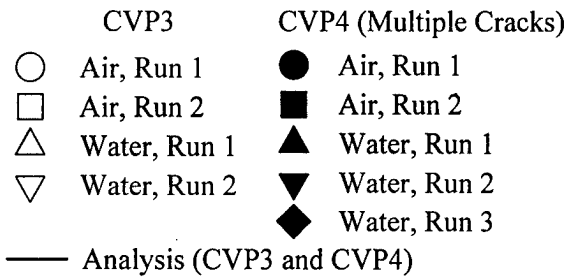 CVP3 CVP4 (Multiple Cracks)
Air, Run 1 Air, Run 1
Air, Run 2 Air, Run 2
Water, Run 1 Water, Run 1
Water, Run 2 Water, Run 2
Water, Run 3
Analysis (CVP3 and CVP4)